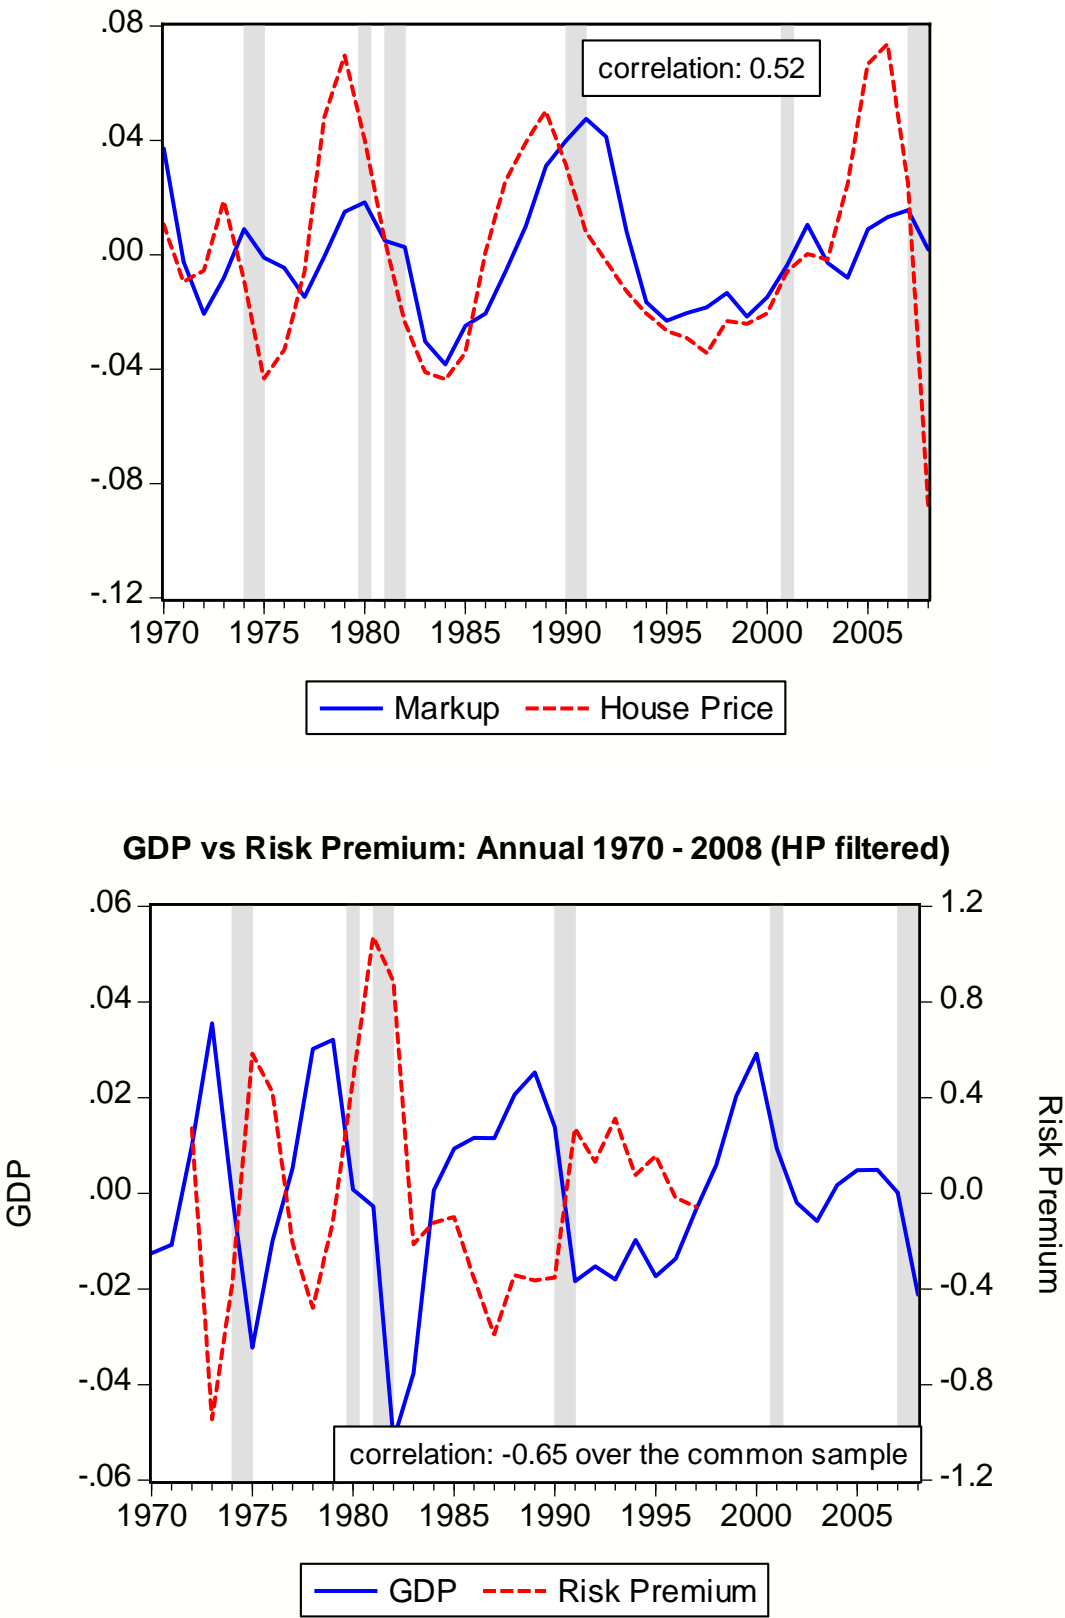 .08
correlation: 0.52
.04
.00
-.04
-.08
-.12
1970 1975 1980 1985 1990 1995 2000 2005
Markup House Price
GDP vs Risk Premium: Annual 1970 - 2008 (HP filtered)
.06 1.2
.04 0.8
.02 0.4
.00 0.0
-.02 -0.4
-.04 -0.8
-.06 -1.2
GDP
Risk Premium
correlation: -0.65 over the common sample
1970 1975 1980 1985 1990 1995 2000 2005
GDP Risk Premium